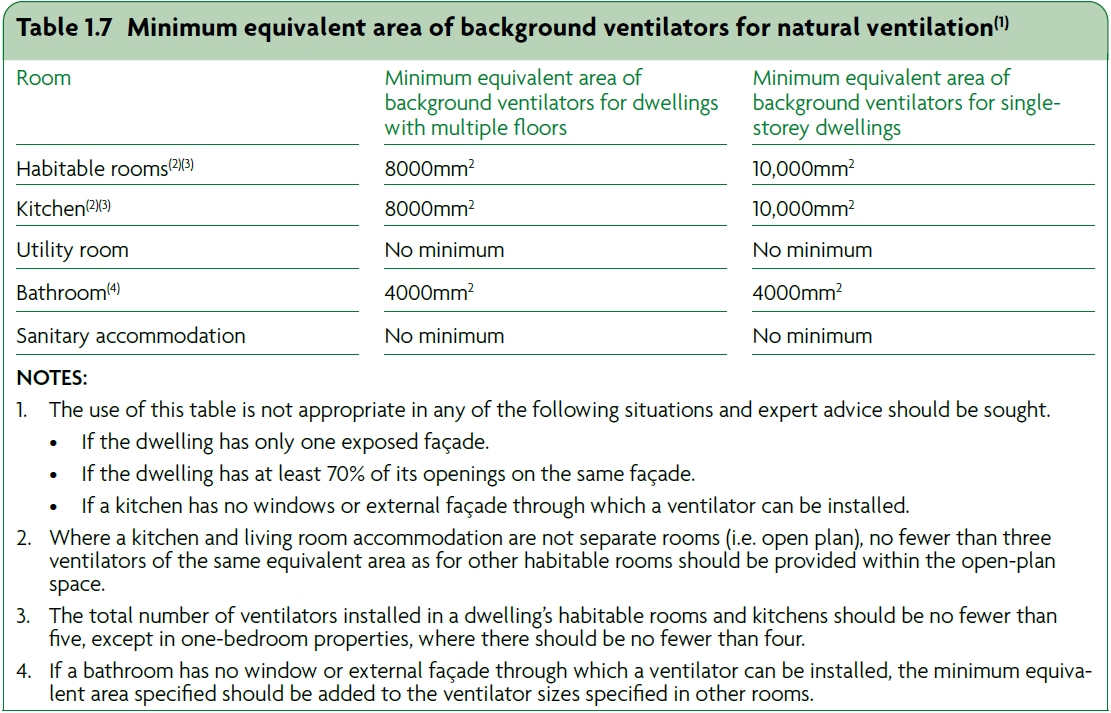 Table 1.7 Minimum equivalent area of background ventilators for natural ventilation(1)
Room
Minimum equivalent area of
background ventilators for dwellings
with multiple floors
Minimum equivalent area of
background ventilators for single-
storey dwellings
Habitable rooms(2)(3) 8000mm² 10,000mm²
Kitchen(2)(3) 8000mm² 10,000mm²
Utility room No minimum No minimum
Bathroom(4) 4000mm² 4000mm²
Sanitary accommodation No minimum No minimum
NOTES:
1. The use of this table is not appropriate in any of the following situations and expert advice should be sought.
• If the dwelling has only one exposed façade.
• If the dwelling has at least 70% of its openings on the same façade.
• If a kitchen has no windows or external façade through which a ventilator can be installed.
2. Where a kitchen and living room accommodation are not separate rooms (i.e. open plan), no fewer than three
ventilators of the same equivalent area as for other habitable rooms should be provided within the open-plan
space.
3. The total number of ventilators installed in a dwelling's habitable rooms and kitchens should be no fewer than
five, except in one-bedroom properties, where there should be no fewer than four.
4. If a bathroom has no window or external façade through which a ventilator can be installed, the minimum equiva-
lent area specified should be added to the ventilator sizes specified in other rooms.